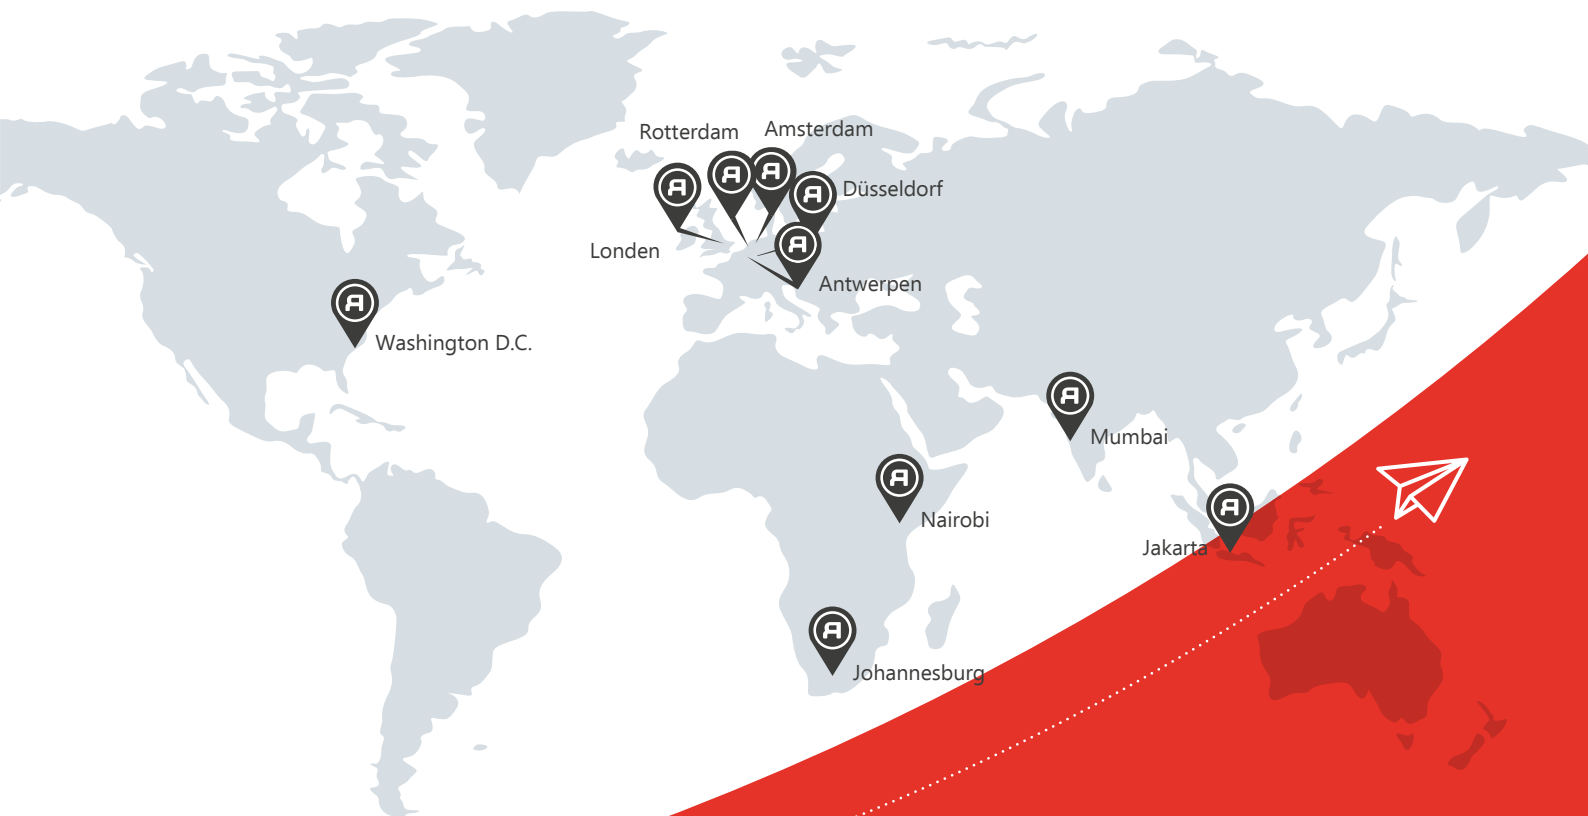 Rotterdam
Amsterdam
Düsseldorf
Londen
Antwerpen
Washington D.C.
Mumbai
Nairobi
Jakarta
Johannesburg